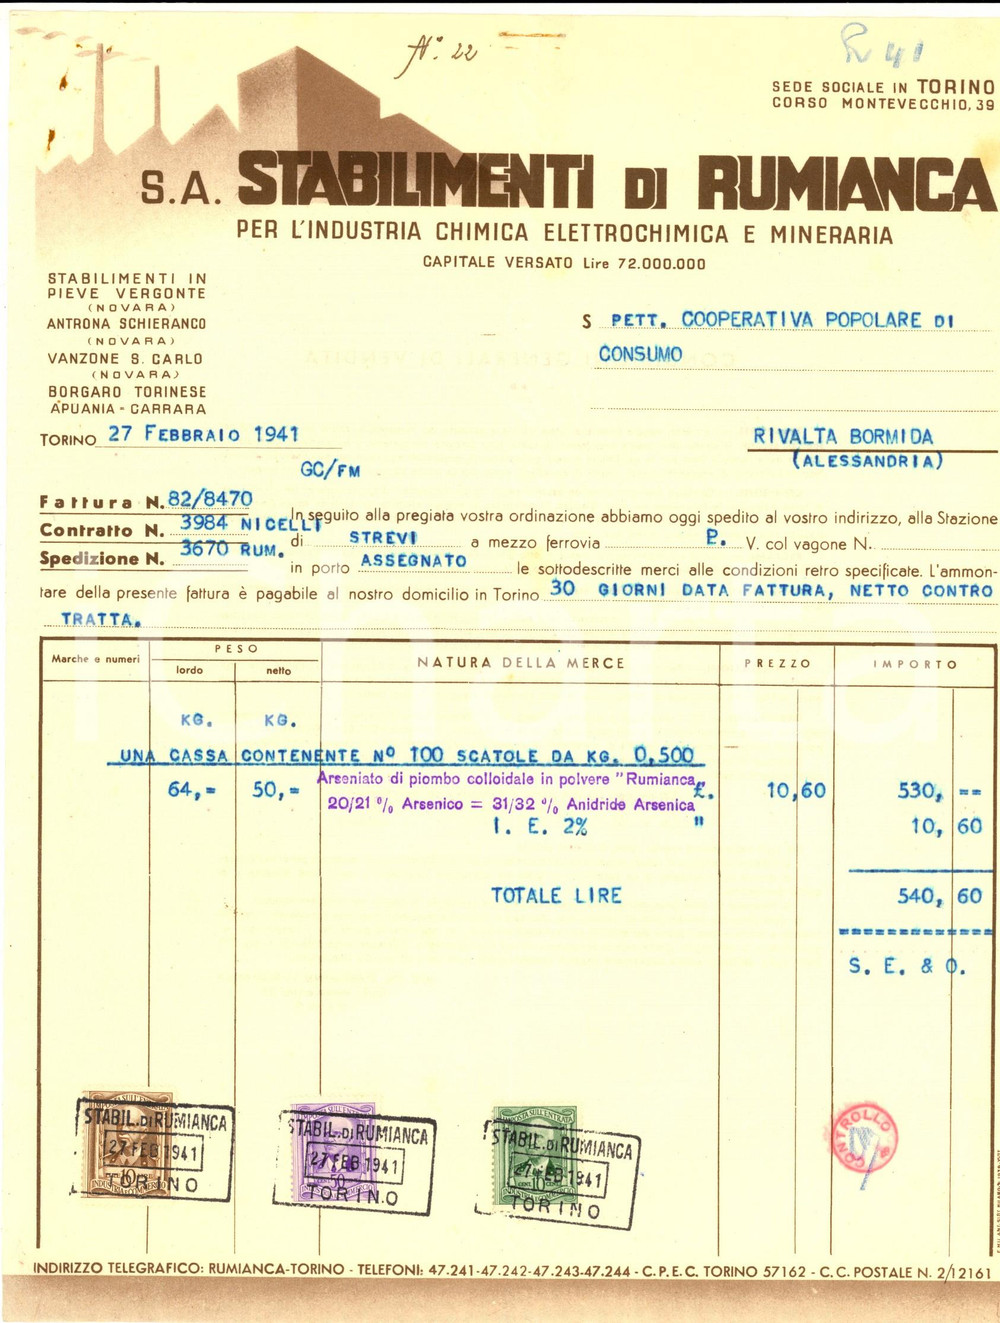 N° 22
R 41
SEDE SOCIALE IN TORINO
CORSO MONTEVECCHIO, 39
S.A. STABILIMENTI DI RUMIANCA
PER L'INDUSTRIA CHIMICA ELETTROCHIMICA E MINERARIA
CAPITALE VERSATO Lire 72.000.000
STABILIMENTI IN
PIEVE VERGONTE
(NOVARA)
ANTRONA SCHIERANCO
(NOVARA)
VANZONE S. CARLO
(NOVARA)
BORGARO TORINESE
APUANIA - CARRARA
S PETT. COOPERATIVA POPOLARE DI
CONSUMO
TORINO 27 FEBBRAIO 1941
RIVALTA BORMIDA
(ALESSANDRIA)
GC/FM
Fattura N. 82/8470
Contratto N. 3984 NICELLI
Spedizione N. 3670 RUM.
In seguito alla pregiata vostra ordinazione abbiamo oggi spedito al vostro indirizzo, alla Stazione
di STREVI a mezzo ferrovia P. V. col vagone N.
in porto ASSEGNATO le sottodescritte merci alle condizioni retro specificate. L'ammon-
tare della presente fattura è pagabile al nostro domicilio in Torino 30 GIORNI DATA FATTURA, NETTO CONTRO
TRATTA.
Marche e numeri
PESO
lordo netto
NATURA DELLA MERCE
PREZZO
IMPORTO
KG. KG.
UNA CASSA CONTENENTE N° 100 SCATOLE DA KG. 0,500
64,= 50,= Arseniato di piombo colloidale in polvere "Rumianca" £. 10,60 530, ==
20/21 % Arsenico = 31/32 % Anidride Arsenica
I. E. 2% " 10, 60
TOTALE LIRE 540, 60
S. E. & O.
STABIL. DI RUMIANCA
27 FEB 1941
TORINO
STABIL. DI RUMIANCA
27 FEB 1941
TORINO
STABIL. DI RUMIANCA
27 FEB 1941
TORINO
CONTROLLO
INDIRIZZO TELEGRAFICO: RUMIANCA-TORINO - TELEFONI: 47.241-47.242-47.243-47.244 - C.P.E.C. TORINO 57162 - C.C. POSTALE N. 2/12161